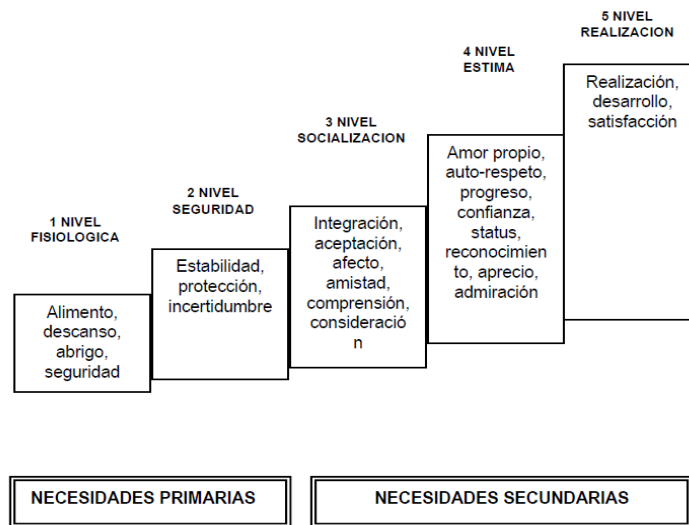 1 NIVEL
FISIOLOGICA
Alimento,
descanso,
abrigo,
seguridad
2 NIVEL
SEGURIDAD
Estabilidad,
protección,
incertidumbre
3 NIVEL
SOCIALIZACION
Integración,
aceptación,
afecto,
amistad,
comprensión,
consideració
n
4 NIVEL
ESTIMA
Amor propio,
auto-respeto,
progreso,
confianza,
status,
reconocimien
to, aprecio,
admiración
5 NIVEL
REALIZACION
Realización,
desarrollo,
satisfacción
NECESIDADES PRIMARIAS
NECESIDADES SECUNDARIAS